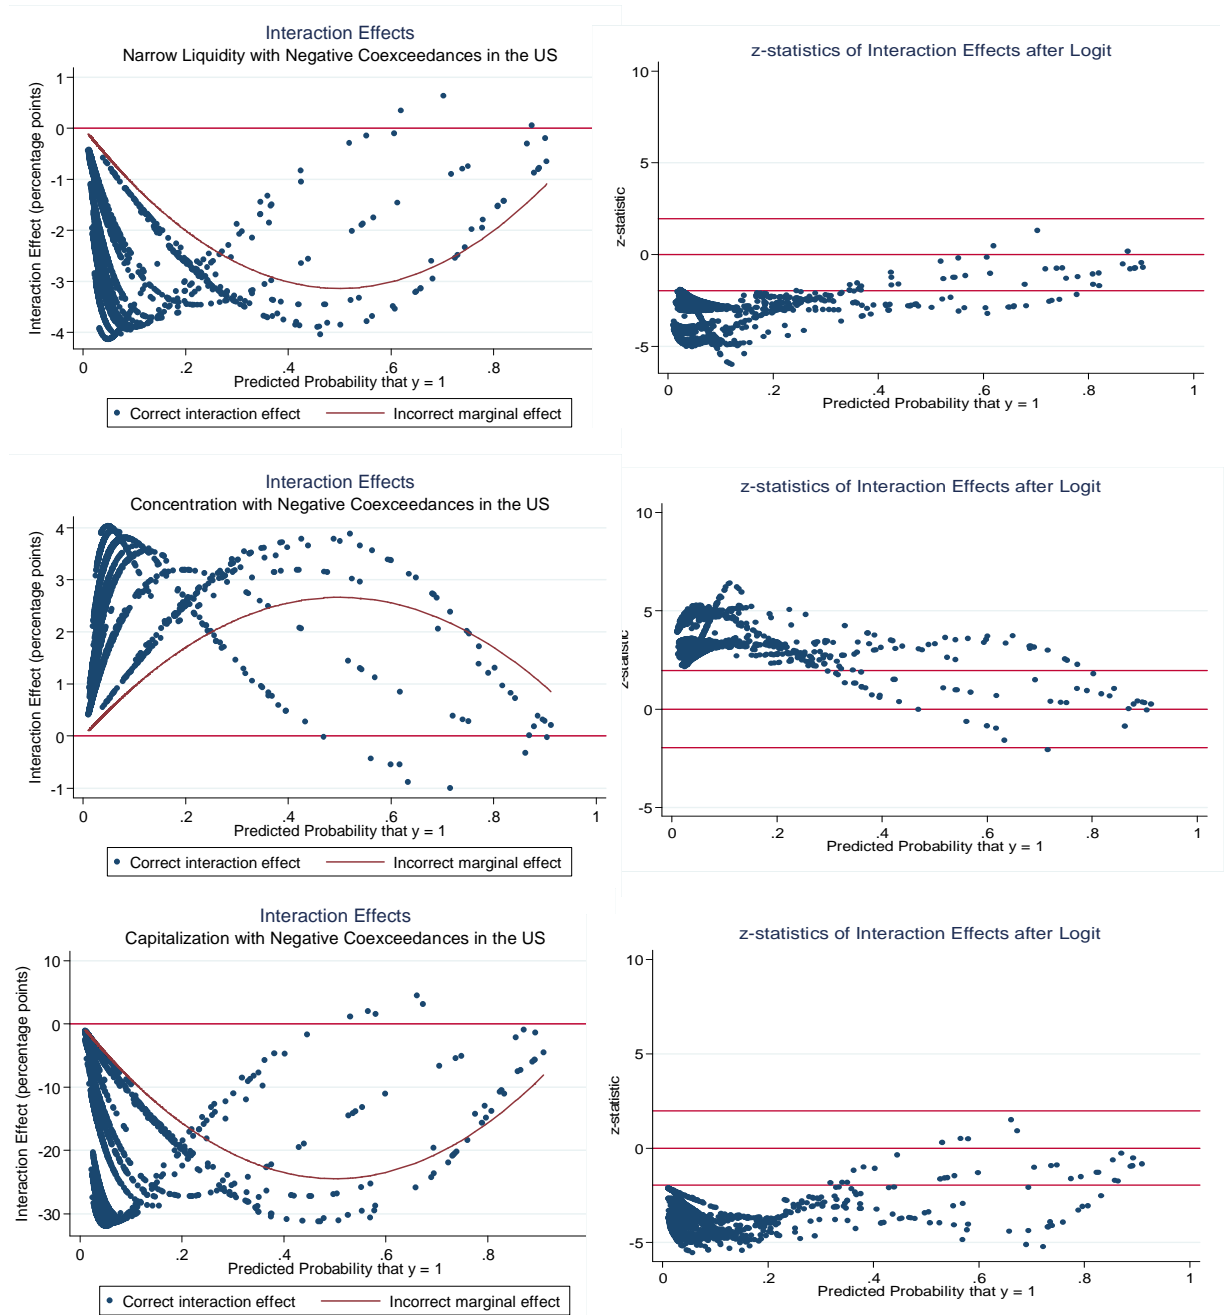 Interaction Effects
Narrow Liquidity with Negative Coexceedances in the US
Interaction Effect (percentage points)
1
0
-1
-2
-3
-4
0 .2 .4 .6 .8 1
Predicted Probability that y = 1
Correct interaction effect Incorrect marginal effect
z-statistics of Interaction Effects after Logit
z-statistic
10
5
0
-5
0 .2 .4 .6 .8 1
Predicted Probability that y = 1
Interaction Effects
Concentration with Negative Coexceedances in the US
Interaction Effect (percentage points)
4
3
2
1
0
-1
0 .2 .4 .6 .8 1
Predicted Probability that y = 1
Correct interaction effect Incorrect marginal effect
z-statistics of Interaction Effects after Logit
z-statistic
10
5
0
-5
0 .2 .4 .6 .8 1
Predicted Probability that y = 1
Interaction Effects
Capitalization with Negative Coexceedances in the US
Interaction Effect (percentage points)
10
0
-10
-20
-30
0 .2 .4 .6 .8
Predicted Probability that y = 1
Correct interaction effect Incorrect marginal effect
z-statistics of Interaction Effects after Logit
z-statistic
10
5
0
-5
0 .2 .4 .6 .8 1
Predicted Probability that y = 1